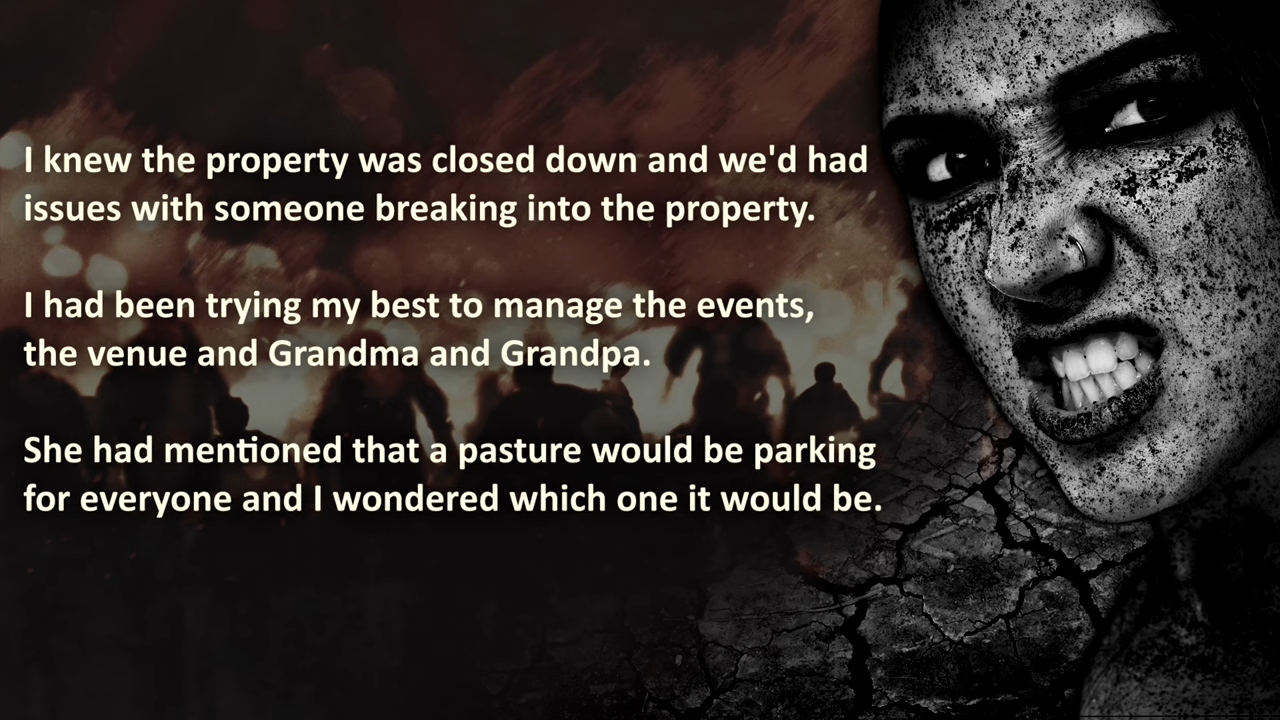 I knew the property was closed down and we'd had
issues with someone breaking into the property.
I had been trying my best to manage the events,
the venue and Grandma and Grandpa.
She had mentioned that a pasture would be parking
for everyone and I wondered which one it would be.